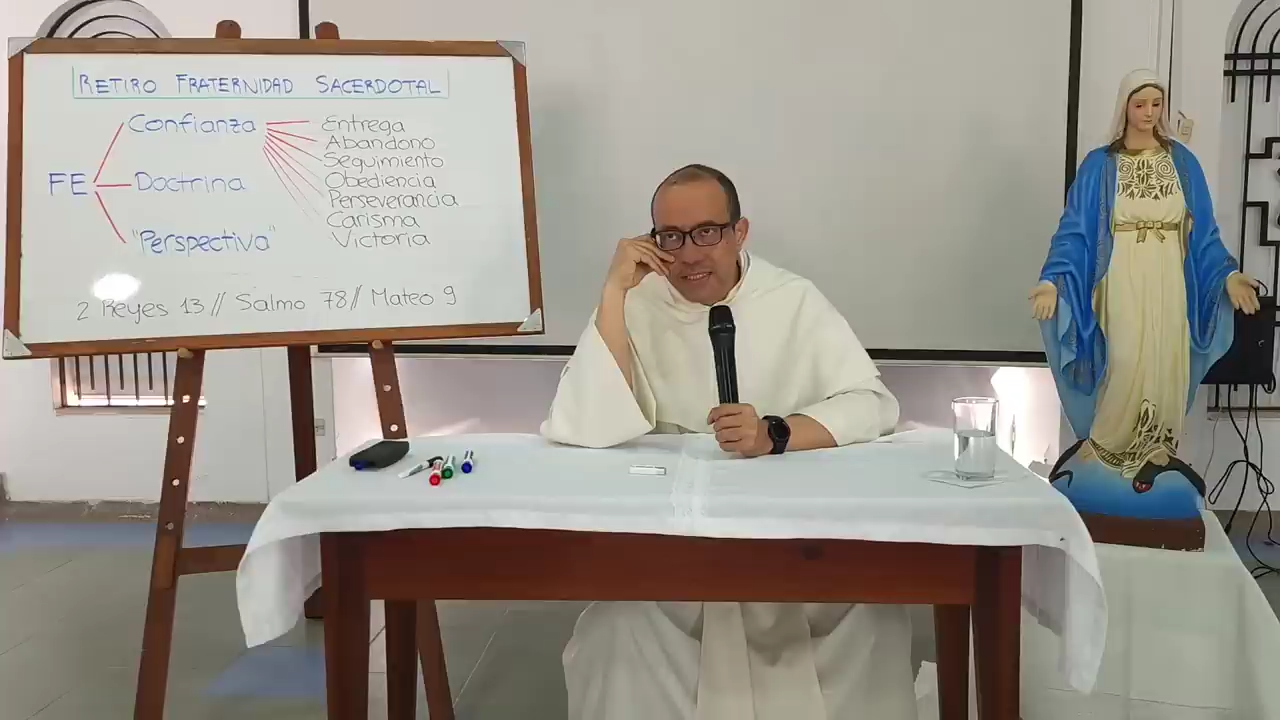 RETIRO FRATERNIDAD SACERDOTAL
FE
Confianza
Doctrina
"Perspectiva"
Entrega
Abandono
Seguimiento
Obediencia
Perseverancia
Carisma
Victoria
2 Reyes 13 // Salmo 78 // Mateo 9